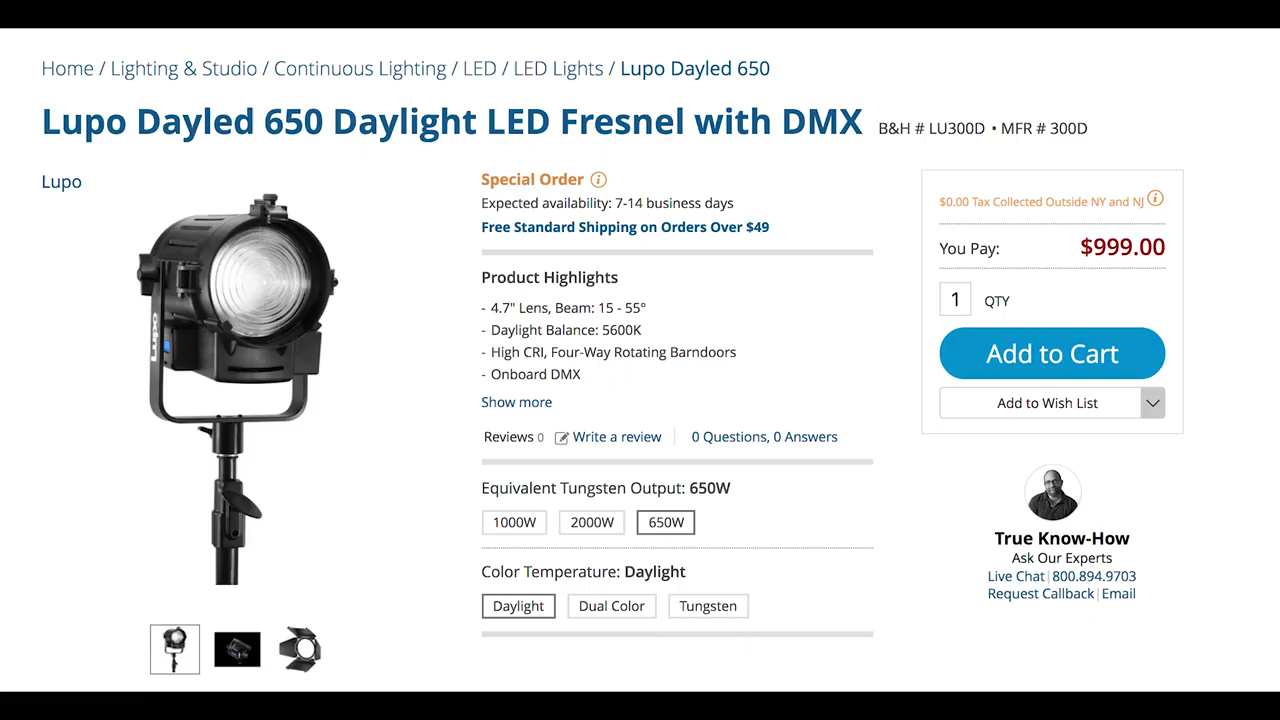 Home / Lighting & Studio / Continuous Lighting / LED / LED Lights / Lupo Dayled 650
Lupo Dayled 650 Daylight LED Fresnel with DMX B&H # LU300D • MFR # 300D
Lupo
Lupo
Special Order
Expected availability: 7-14 business days
Free Standard Shipping on Orders Over $49
Product Highlights
- 4.7" Lens, Beam: 15 - 55°
- Daylight Balance: 5600K
- High CRI, Four-Way Rotating Barndoors
- Onboard DMX
Show more
Reviews 0 Write a review 0 Questions, 0 Answers
Equivalent Tungsten Output: 650W
1000W 2000W 650W
Color Temperature: Daylight
Daylight Dual Color Tungsten
$0.00 Tax Collected Outside NY and NJ
You Pay: $999.00
1 QTY
Add to Cart
Add to Wish List
True Know-How
Ask Our Experts
Live Chat | 800.894.9703
Request Callback | Email